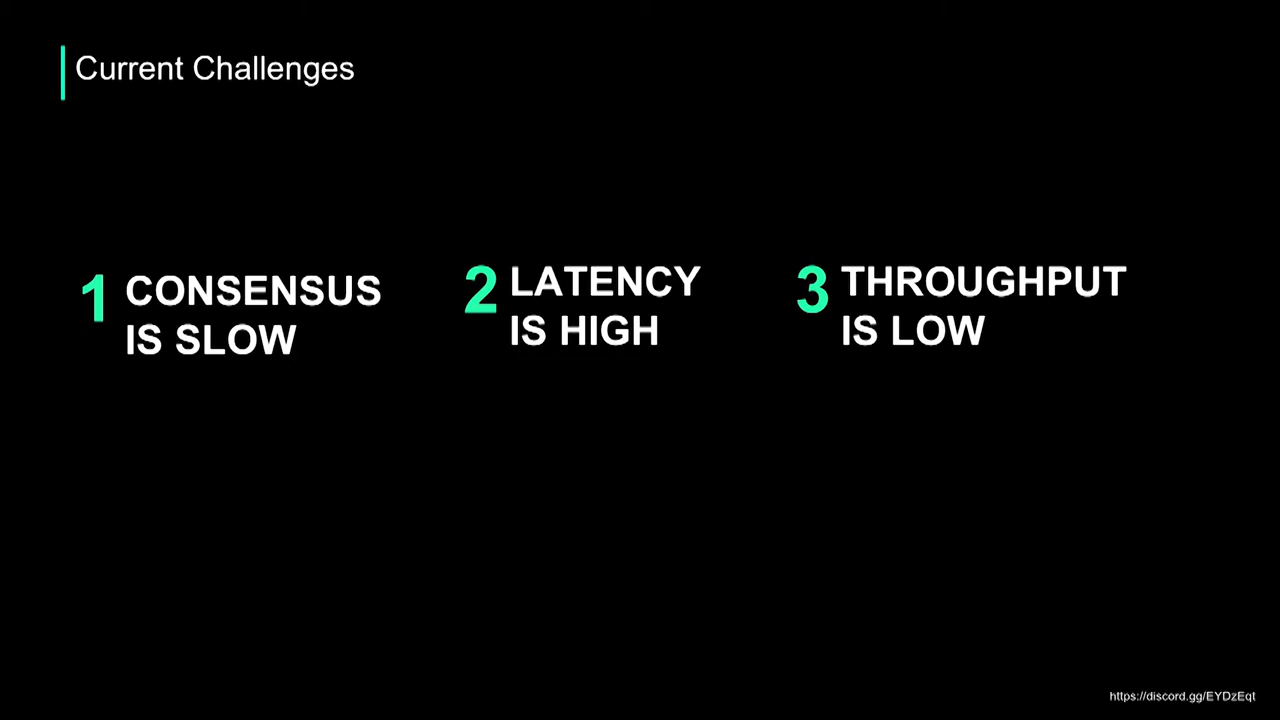 Current Challenges
1 CONSENSUS
IS SLOW
2 LATENCY
IS HIGH
3 THROUGHPUT
IS LOW
https://discord.gg/EYDzEqt